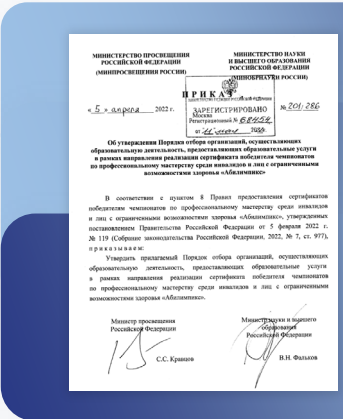 МИНИСТЕРСТВО ПРОСВЕЩЕНИЯ
РОССИЙСКОЙ ФЕДЕРАЦИИ
(МИНПРОСВЕЩЕНИЯ РОССИИ)
МИНИСТЕРСТВО НАУКИ
И ВЫСШЕГО ОБРАЗОВАНИЯ
РОССИЙСКОЙ ФЕДЕРАЦИИ
(МИНОБРНАУКИ РОССИИ)
П Р И К А З
« 5 » апреля 2022 г.
№ 201/286
ЗАРЕГИСТРИРОВАНО
Москва
Регистрационный № 68454
Об утверждении Порядка отбора организаций, осуществляющих
образовательную деятельность, предоставляющих образовательные услуги
в рамках направления реализации сертификата победителя чемпионатов
по профессиональному мастерству среди инвалидов и лиц с ограниченными
возможностями здоровья «Абилимпикс»
В соответствии с пунктом 8 Правил предоставления сертификатов
победителям чемпионатов по профессиональному мастерству среди инвалидов
и лиц с ограниченными возможностями здоровья «Абилимпикс», утвержденных
постановлением Правительства Российской Федерации от 5 февраля 2022 г.
№ 119 (Собрание законодательства Российской Федерации, 2022, № 7, ст. 977),
п р и к а з ы в а е м :
Утвердить прилагаемый Порядок отбора организаций, осуществляющих
образовательную деятельность, предоставляющих образовательные услуги
в рамках направления реализации сертификата победителя чемпионатов
по профессиональному мастерству среди инвалидов и лиц с ограниченными
возможностями здоровья «Абилимпикс».
Министр просвещения
Российской Федерации
С.С. Кравцов
Министр науки и высшего
образования
Российской Федерации
В.Н. Фальков